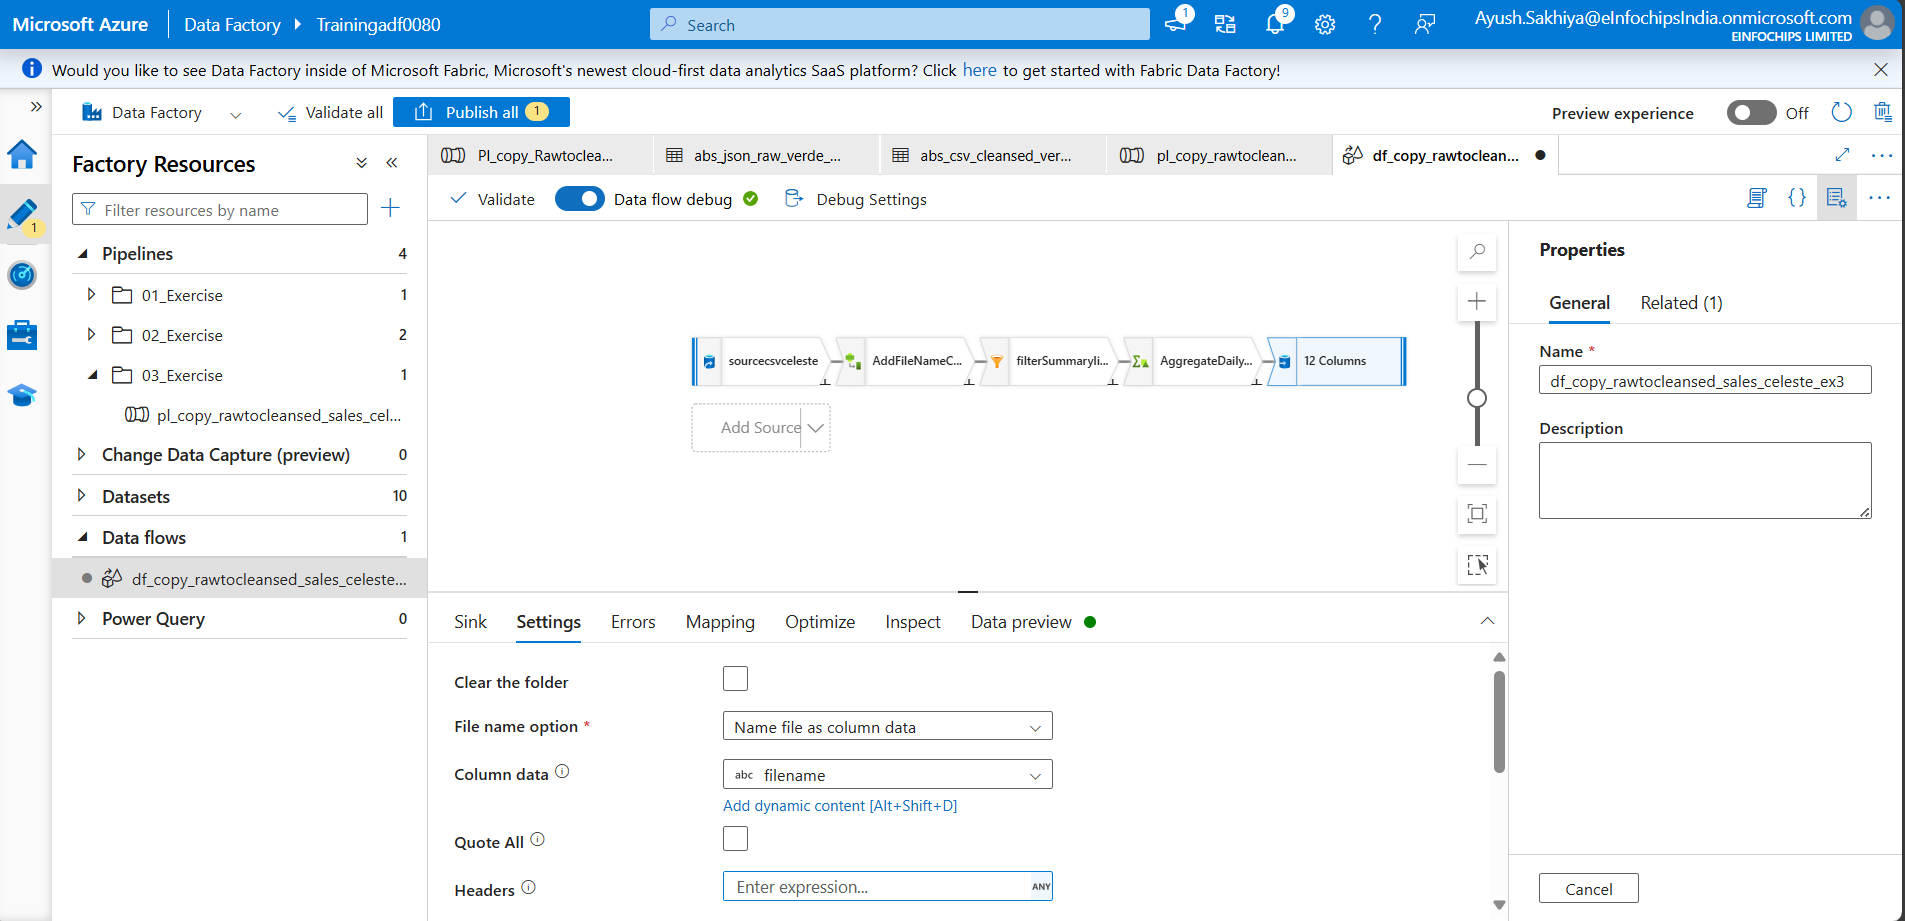 Microsoft Azure
Data Factory
Trainingadf0080
Search
1
9
Ayush.Sakhiya@eInfochipsIndia.onmicrosoft.com
EINFOCHIPS LIMITED
Would you like to see Data Factory inside of Microsoft Fabric, Microsoft's newest cloud-first data analytics SaaS platform? Click here to get started with Fabric Data Factory!
Data Factory
Validate all
Publish all 1
Preview experience
Off
1
Factory Resources
Filter resources by name
Pipelines 4
01_Exercise 1
02_Exercise 2
03_Exercise 1
pl_copy_rawtocleansed_sales_cel...
Change Data Capture (preview) 0
Datasets 10
Data flows 1
df_copy_rawtocleansed_sales_celeste...
Power Query 0
Pl_copy_Rawtoclea...
abs_json_raw_verde_...
abs_csv_cleansed_ver...
pl_copy_rawtoclean...
df_copy_rawtoclean...
Validate
Data flow debug
Debug Settings
sourcecsvceleste
AddFileNameC...
filterSummaryli...
AggregateDaily...
12 Columns
Add Source
Sink
Settings
Errors
Mapping
Optimize
Inspect
Data preview
Clear the folder
File name option *
Name file as column data
Column data
abc filename
Add dynamic content [Alt+Shift+D]
Quote All
Headers
Enter expression...
ANY
Properties
General
Related (1)
Name *
df_copy_rawtocleansed_sales_celeste_ex3
Description
Cancel